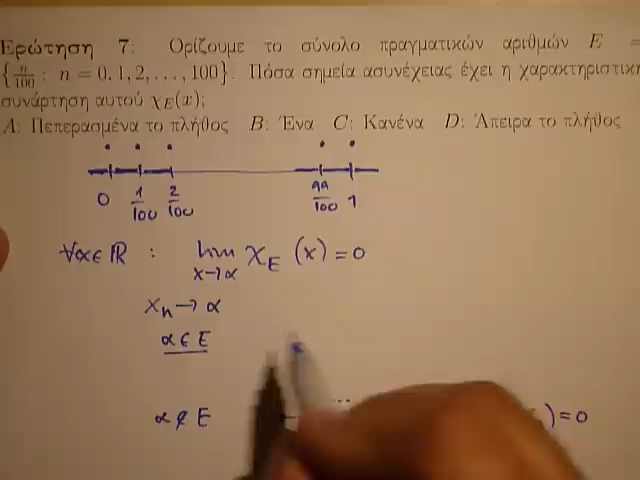 Ερώτηση 7: Ορίζουμε το σύνολο πραγματικών αριθμών E =
{n/100 : n = 0, 1, 2, ..., 100}. Πόσα σημεία ασυνέχειας έχει η χαρακτηριστικη
συνάρτηση αυτού χ_E(x);
A: Πεπερασμένα το πλήθος B: Ένα C: Κανένα D: Άπειρα το πλήθος
0 1/100 2/100 99/100 1
∀α∈ℝ : lim x→α χ_E (x) = 0
x_n → α
α ∈ E
α ∉ E ) = 0